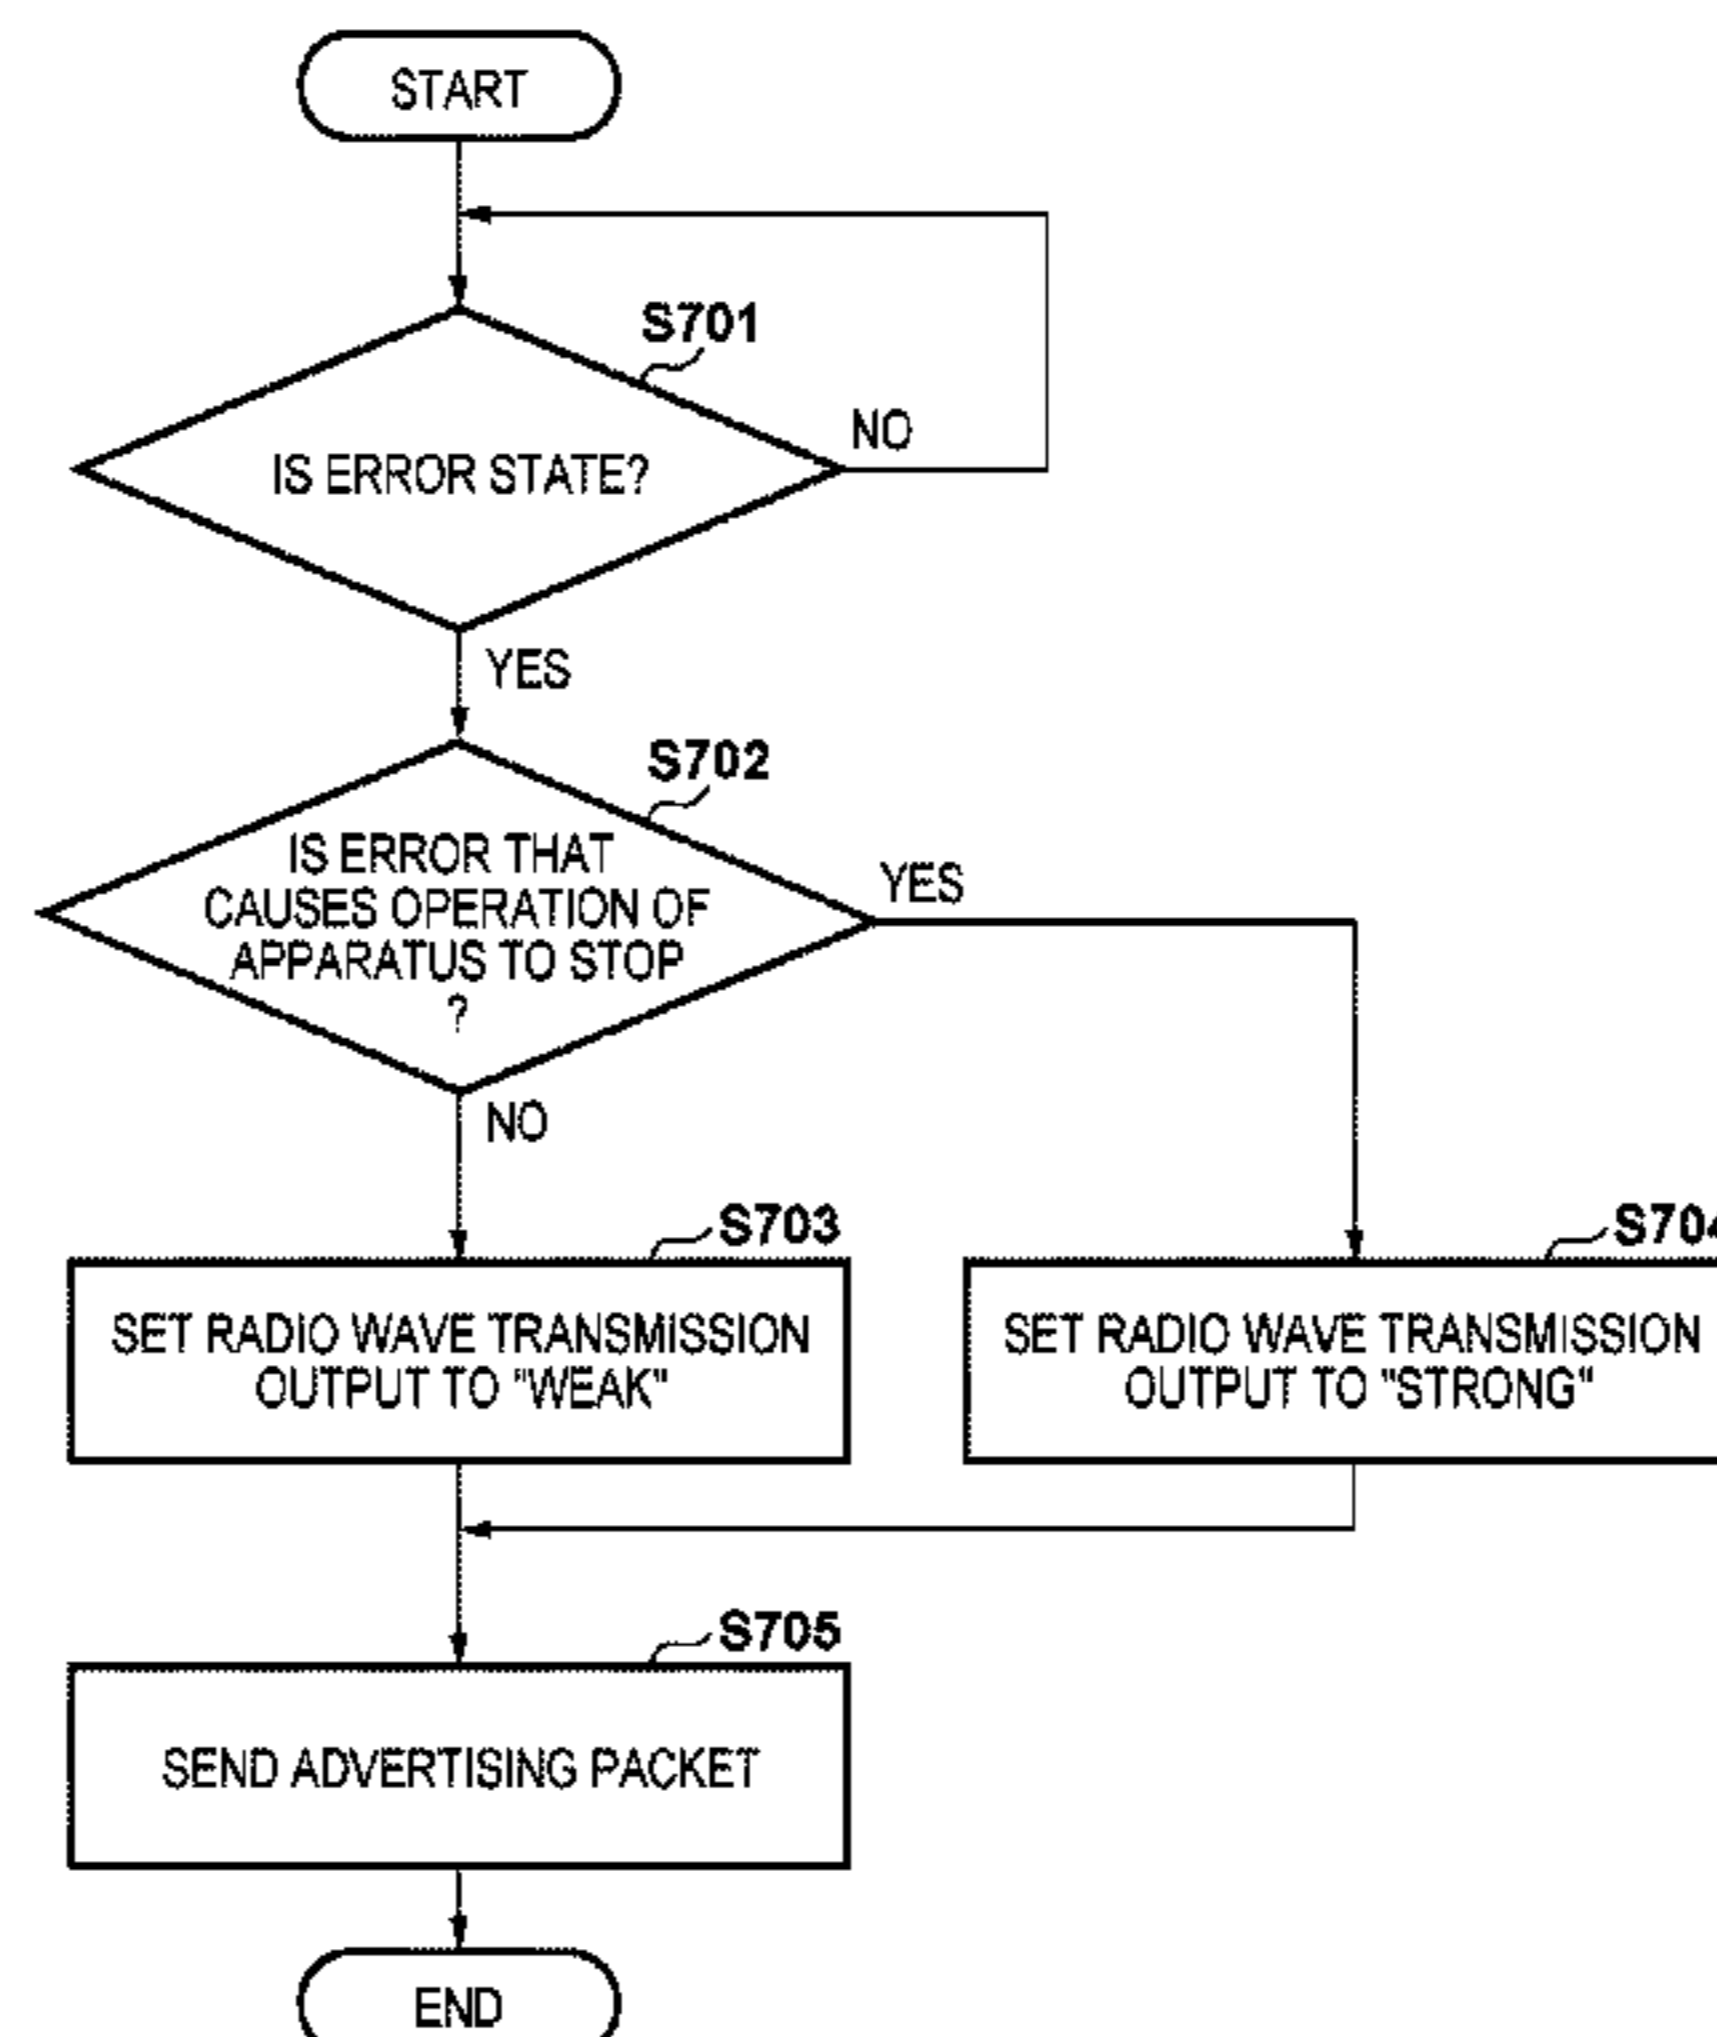 START
S701
NO
IS ERROR STATE?
YES
S702
IS ERROR THAT
CAUSES OPERATION OF
APPARATUS TO STOP
?
YES
NO
S703
SET RADIO WAVE TRANSMISSION
OUTPUT TO "WEAK"
S704
SET RADIO WAVE TRANSMISSION
OUTPUT TO "STRONG"
S705
SEND ADVERTISING PACKET
END